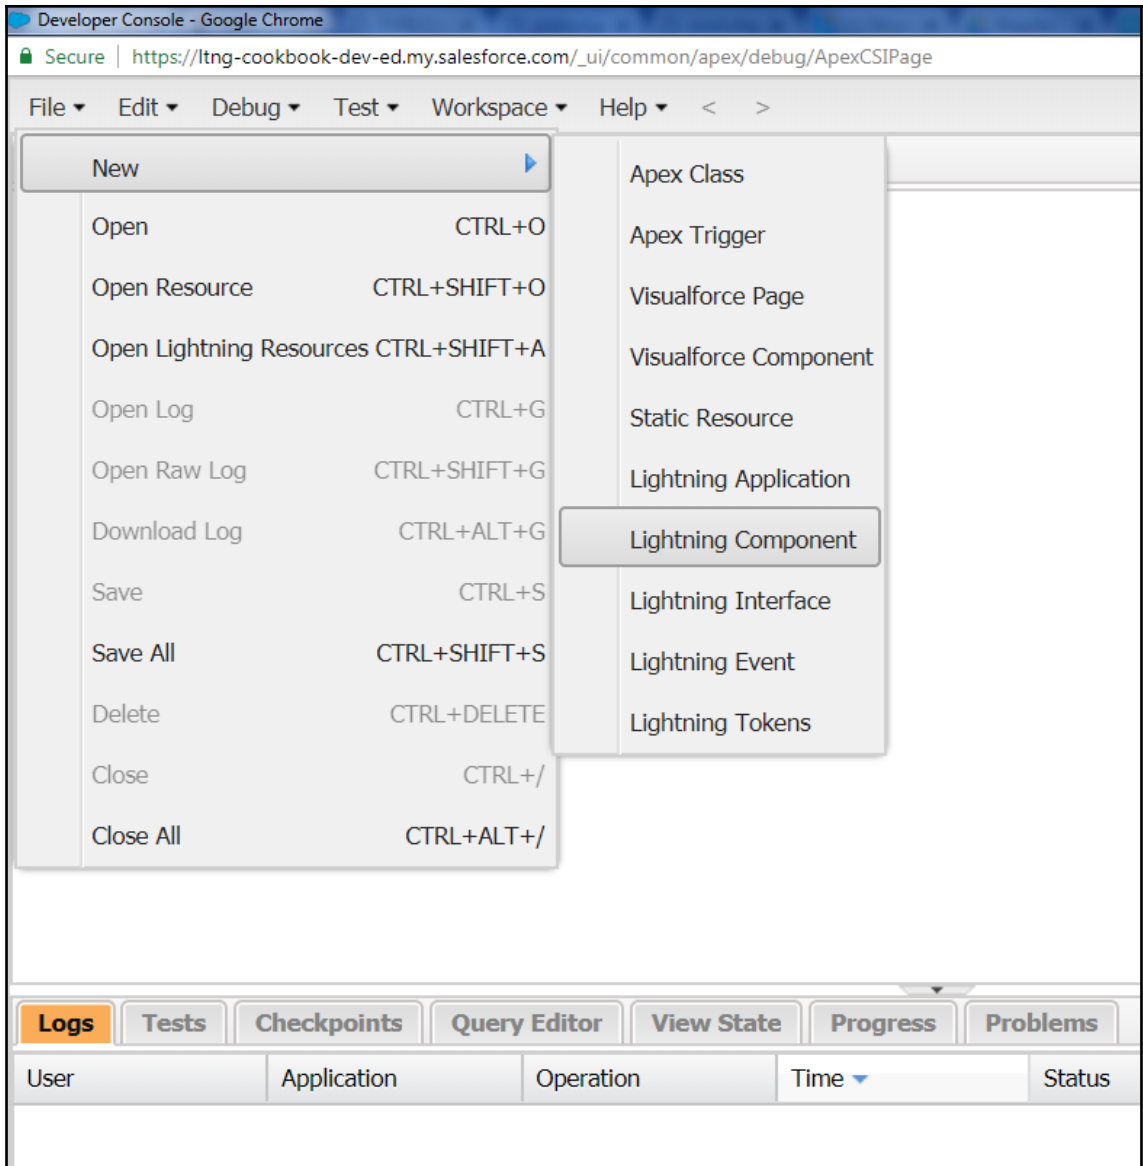 Developer Console - Google Chrome
Secure | https://ltng-cookbook-dev-ed.my.salesforce.com/_ui/common/apex/debug/ApexCSIPage
File Edit Debug Test Workspace Help < >
New
Open CTRL+O
Open Resource CTRL+SHIFT+O
Open Lightning Resources CTRL+SHIFT+A
Open Log CTRL+G
Open Raw Log CTRL+SHIFT+G
Download Log CTRL+ALT+G
Save CTRL+S
Save All CTRL+SHIFT+S
Delete CTRL+DELETE
Close CTRL+/
Close All CTRL+ALT+/
Apex Class
Apex Trigger
Visualforce Page
Visualforce Component
Static Resource
Lightning Application
Lightning Component
Lightning Interface
Lightning Event
Lightning Tokens
Logs Tests Checkpoints Query Editor View State Progress Problems
User Application Operation Time Status